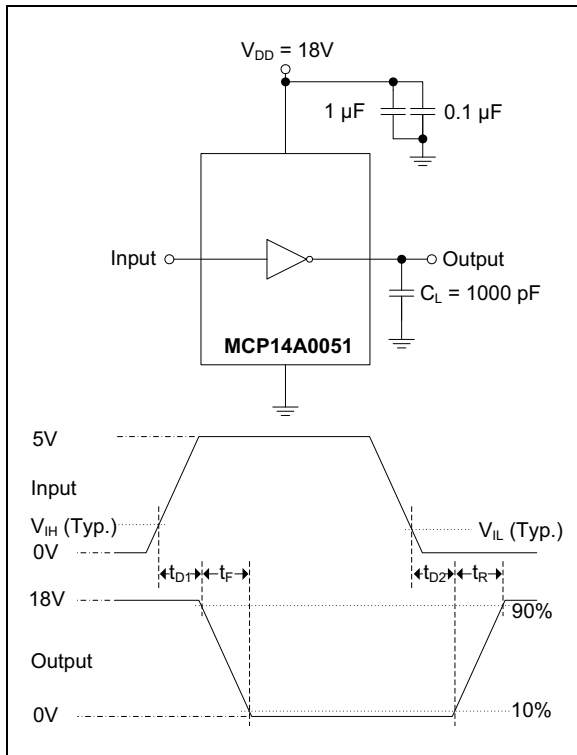 V_DD = 18V
1 µF
0.1 µF
Input
Output
C_L = 1000 pF
MCP14A0051
5V
Input
V_IH (Typ.)
V_IL (Typ.)
0V
t_D1
t_F
t_D2
t_R
18V
90%
Output
10%
0V